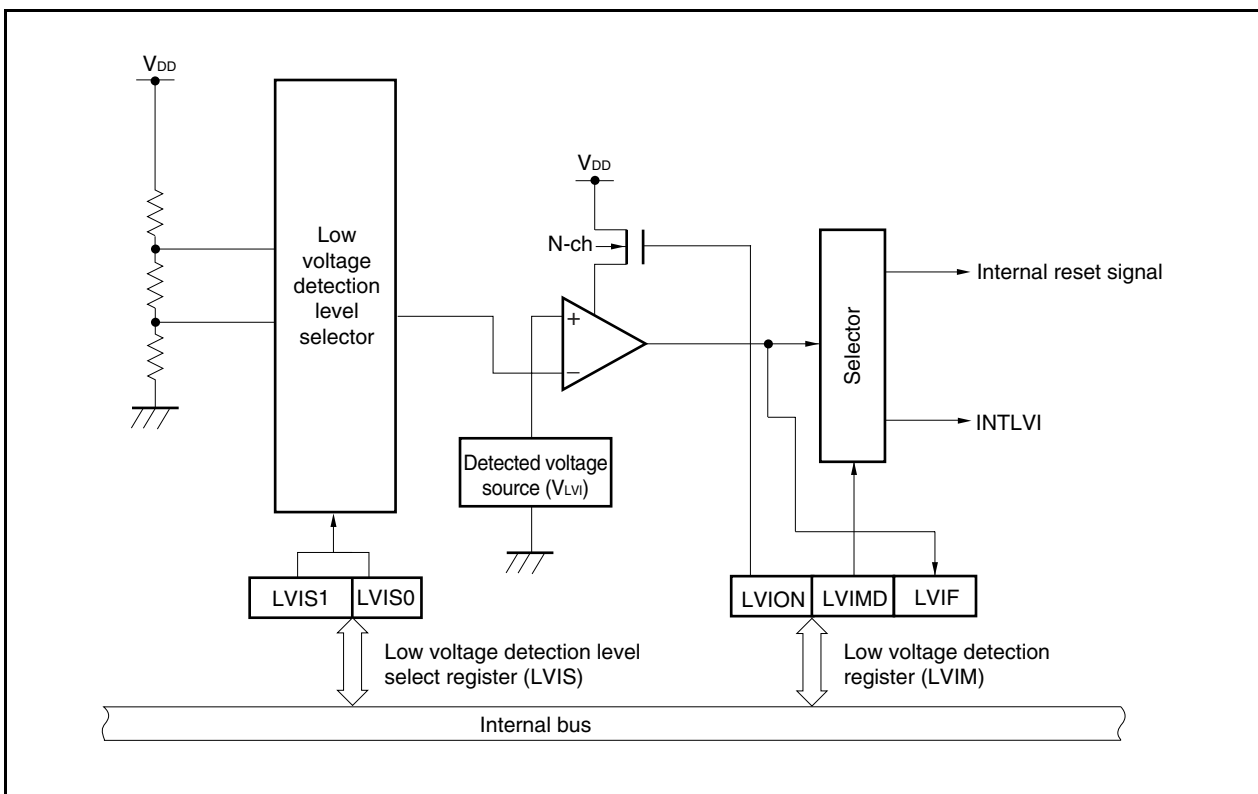 VDD
Low
voltage
detection
level
selector
VDD
N-ch
+
−
Detected voltage
source (VLVI)
Selector
Internal reset signal
INTLVI
LVIS1
LVIS0
LVION
LVIMD
LVIF
Low voltage detection level
select register (LVIS)
Low voltage detection
register (LVIM)
Internal bus